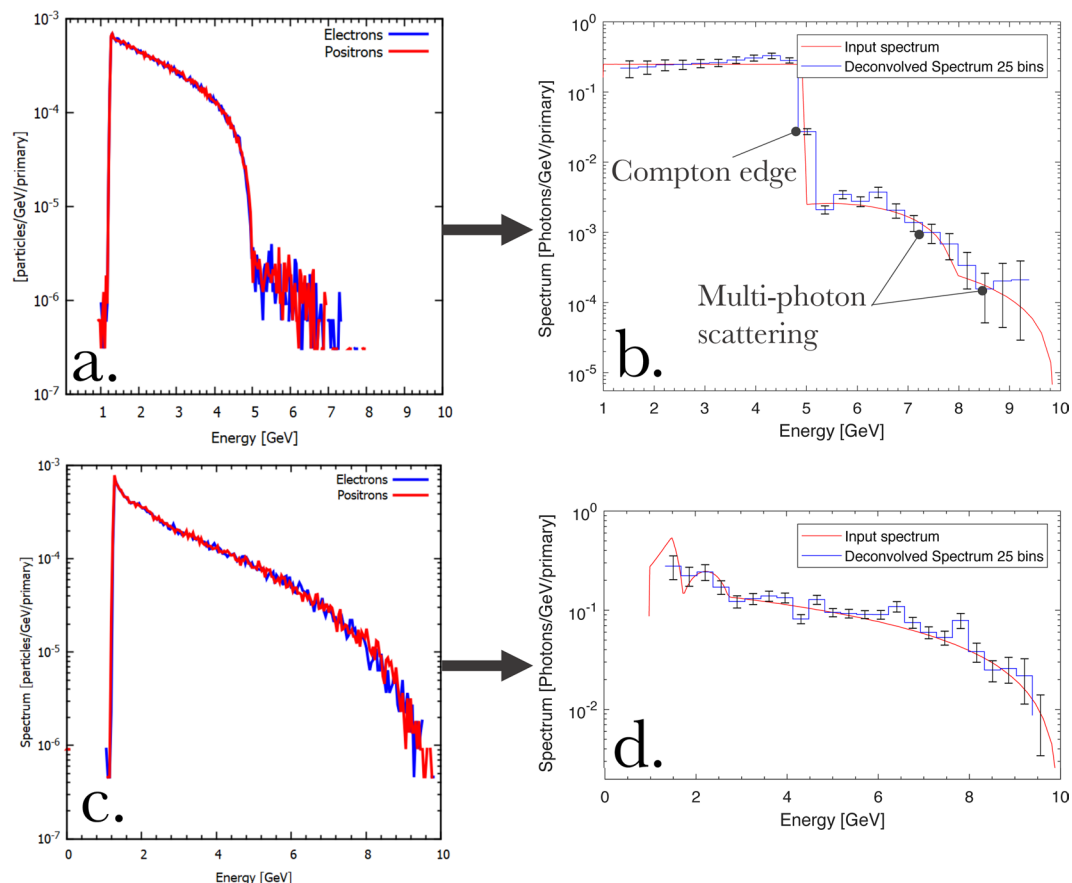 10^-3
10^-4
10^-5
10^-6
10^-7
[particles/GeV/primary]
Electrons
Positrons
a.
1 2 3 4 5 6 7 8 9 10
Energy [GeV]
10^0
10^-1
10^-2
10^-3
10^-4
10^-5
Spectrum [Photons/GeV/primary]
Input spectrum
Deconvolved Spectrum 25 bins
Compton edge
Multi-photon
scattering
b.
1 2 3 4 5 6 7 8 9 10
Energy [GeV]
10^-3
10^-4
10^-5
10^-6
10^-7
Spectrum [particles/GeV/primary]
Electrons
Positrons
c.
0 2 4 6 8 10
Energy [GeV]
10^0
10^-1
10^-2
Spectrum [Photons/GeV/primary]
Input spectrum
Deconvolved Spectrum 25 bins
d.
0 2 4 6 8 10
Energy [GeV]